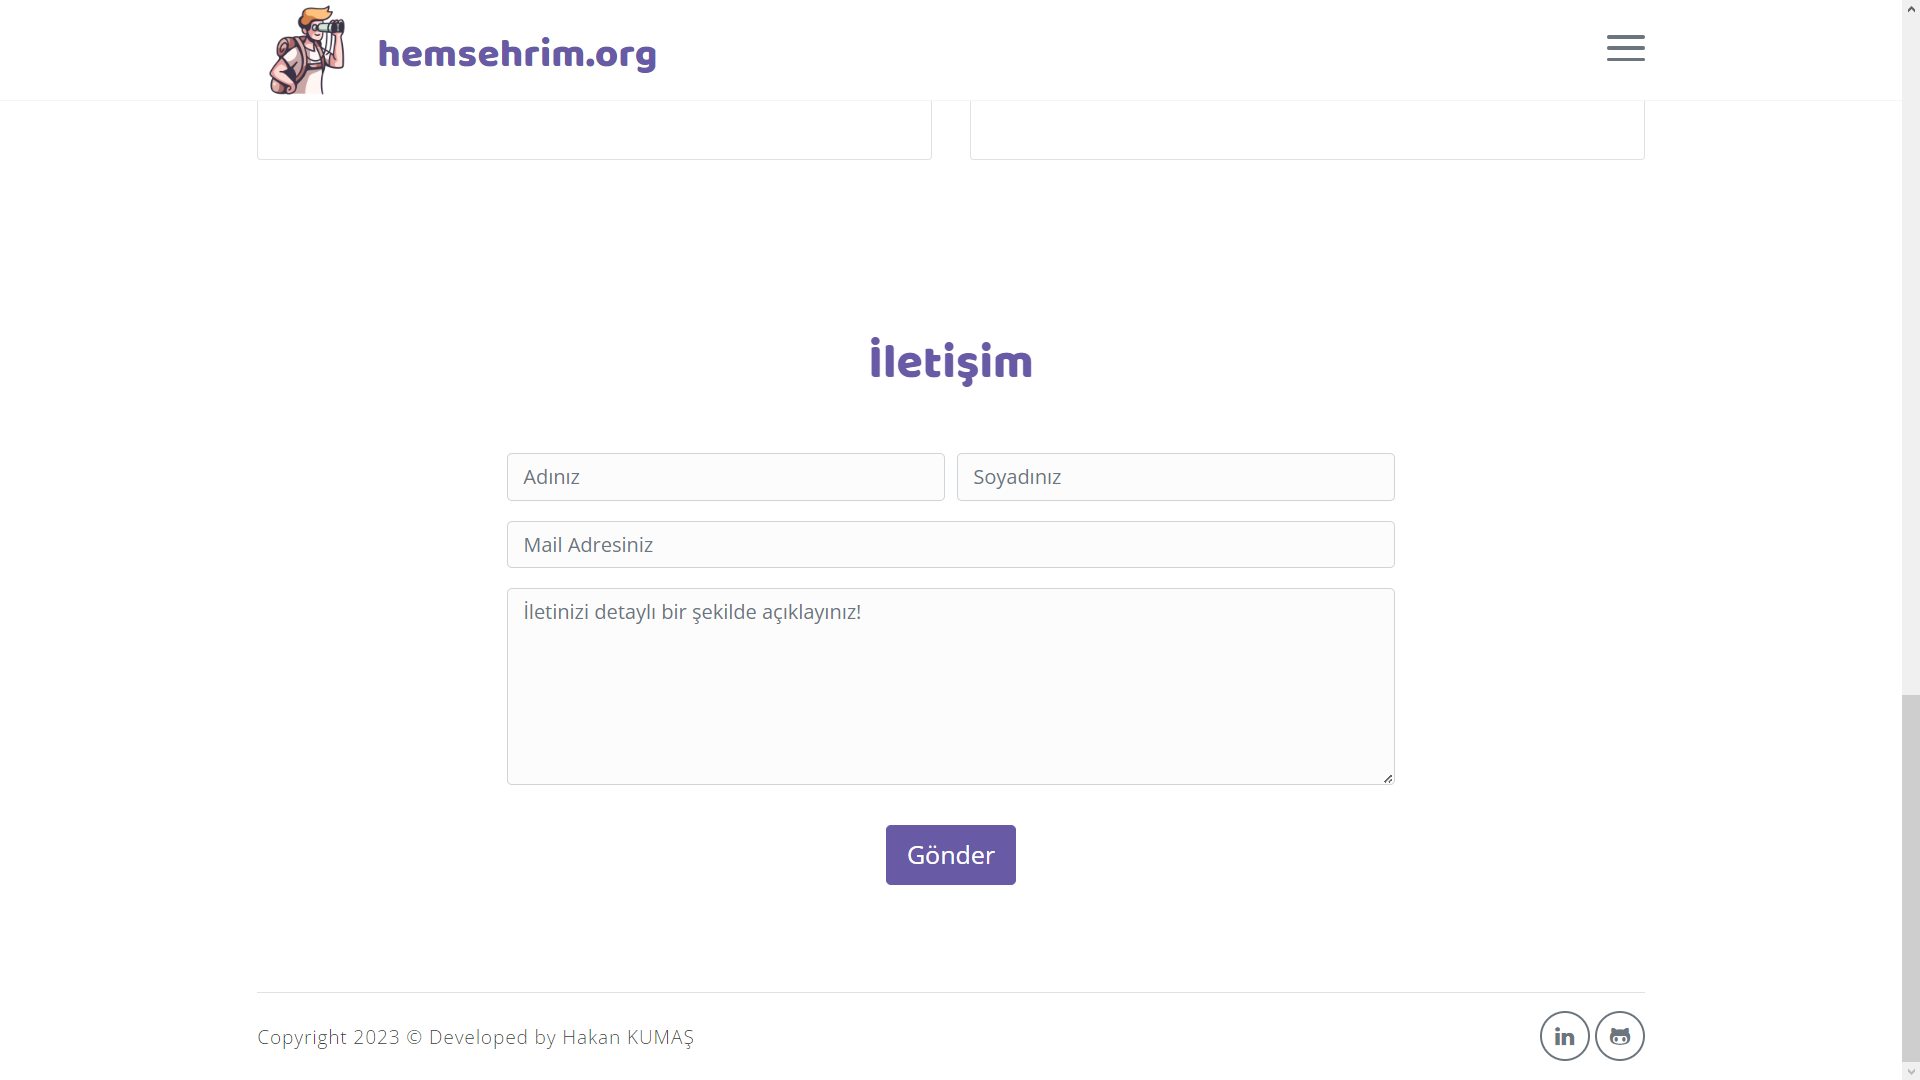 hemsehrim.org
İletişim
Adınız
Soyadınız
Mail Adresiniz
İletinizi detaylı bir şekilde açıklayınız!
Gönder
Copyright 2023 © Developed by Hakan KUMAŞ
in